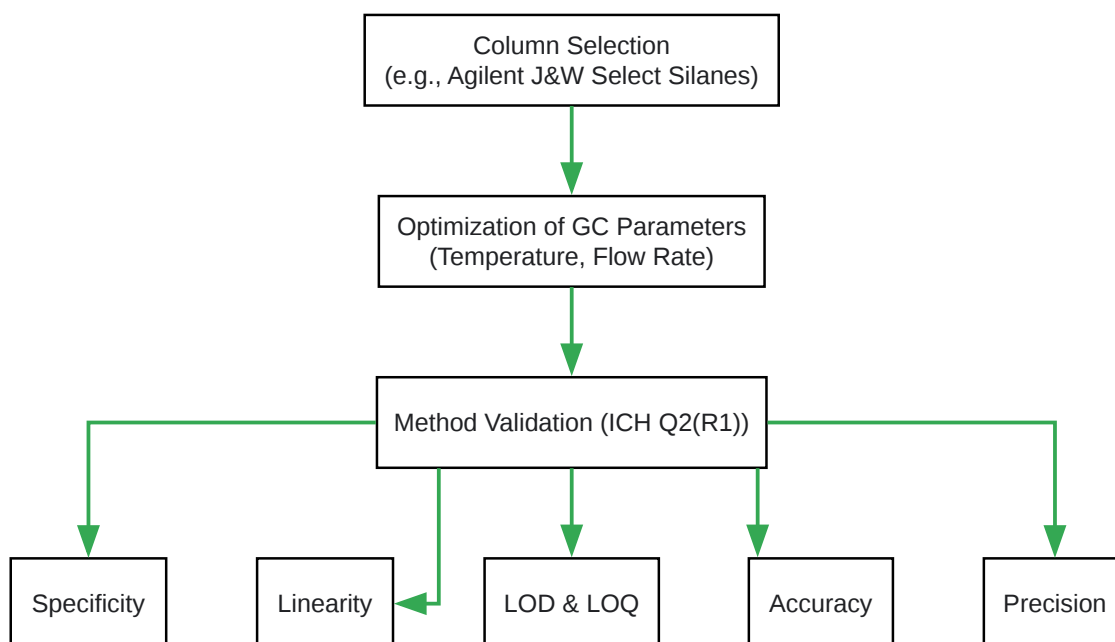 Column Selection
(e.g., Agilent J&W Select Silanes)
Optimization of GC Parameters
(Temperature, Flow Rate)
Method Validation (ICH Q2(R1))
Specificity
Linearity
LOD & LOQ
Accuracy
Precision